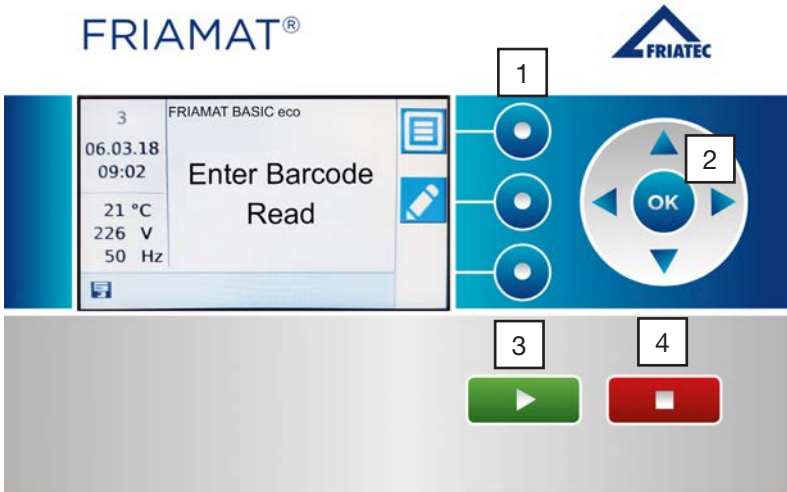 FRIAMAT®
FRIATEC
1
3
FRIAMAT BASIC eco
06.03.18
09:02
Enter Barcode
Read
21 °C
226 V
50 Hz
2
OK
3
4